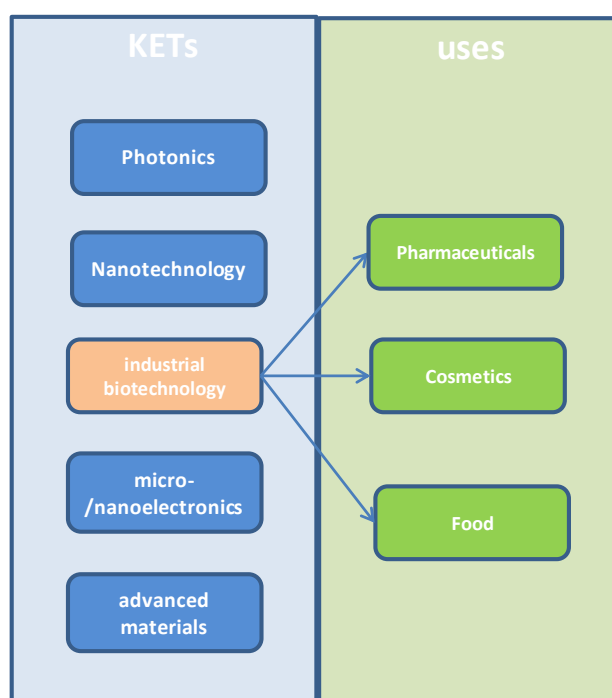 KETs
Photonics
Nanotechnology
industrial
biotechnology
micro-
/nanoelectronics
advanced
materials
uses
Pharmaceuticals
Cosmetics
Food